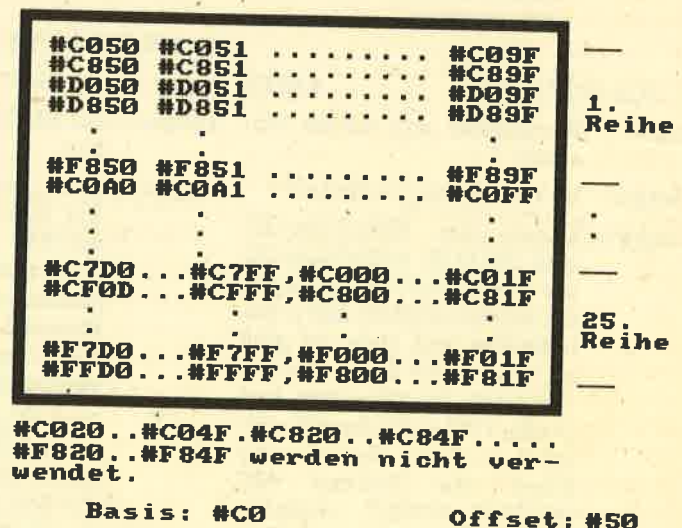 #C050 #C051 ......... #C09F
#C850 #C851 ......... #C89F
#D050 #D051 ......... #D09F
#D850 #D851 ......... #D89F
1.
Reihe
#F850 #F851 ......... #F89F
#C0A0 #C0A1 ......... #C0FF
#C7D0...#C7FF,#C000...#C01F
#CF0D...#CFFF,#C800...#C81F
25.
Reihe
#F7D0...#F7FF,#F000...#F01F
#FFD0...#FFFF,#F800...#F81F
#C020..#C04F.#C820..#C84F.....
#F820..#F84F werden nicht ver-
wendet.
Basis: #C0 Offset: #50